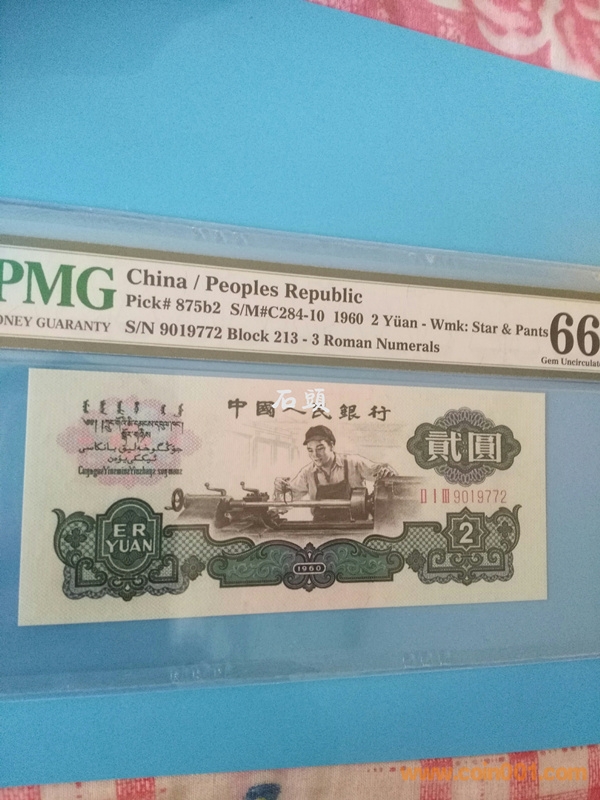 PMG
China / Peoples Republic
Pick# 875b2 S/M#C284-10 1960 2 Yüan - Wmk: Star & Pants
ONEY GUARANTY
S/N 9019772 Block 213 - 3 Roman Numerals
66
Gem Uncirculate
石頭
中國人民銀行
貳圓
II I III 9019772
ER
YUAN
1960
2
www.coin001.com